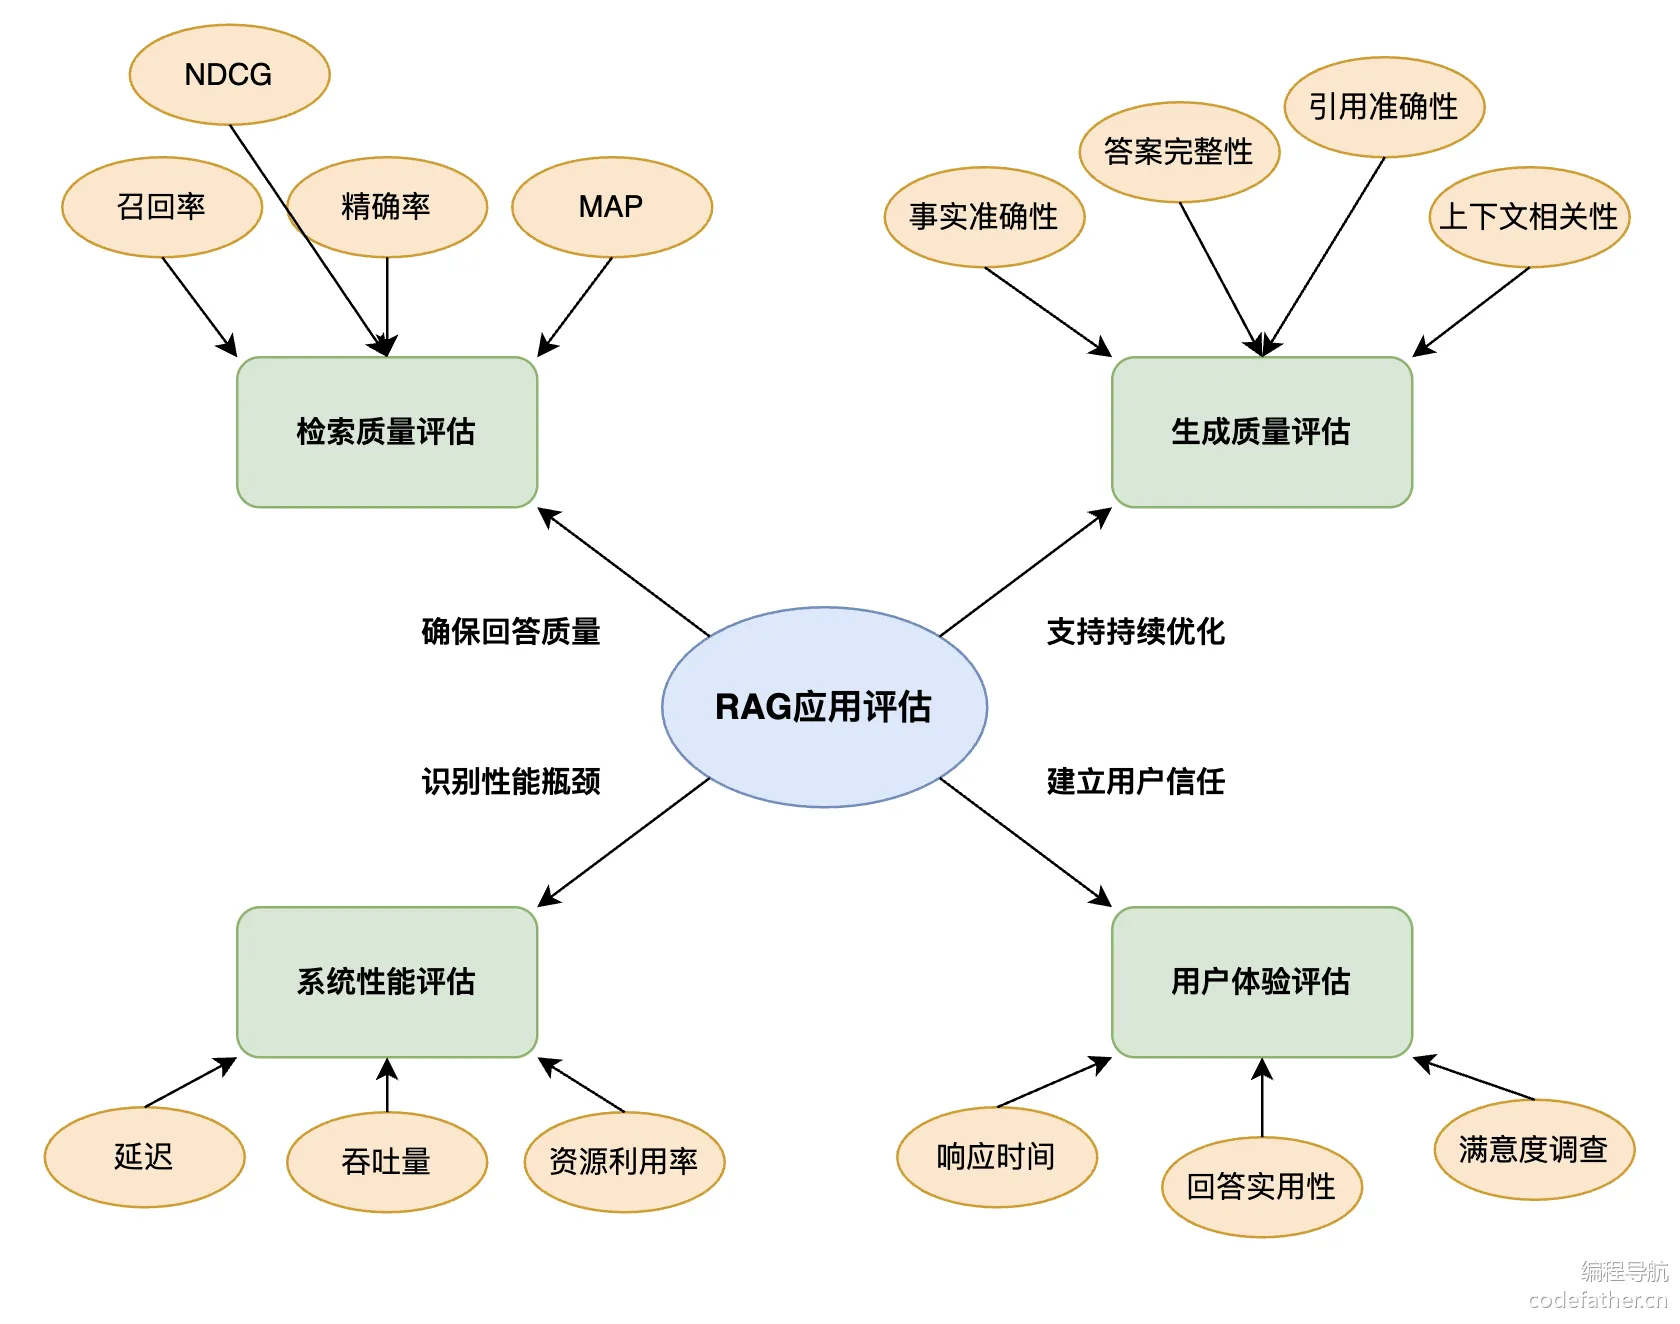 NDCG
召回率
精确率
MAP
事实准确性
答案完整性
引用准确性
上下文相关性
检索质量评估
生成质量评估
确保回答质量
支持持续优化
RAG应用评估
识别性能瓶颈
建立用户信任
系统性能评估
用户体验评估
延迟
吞吐量
资源利用率
响应时间
回答实用性
满意度调查
编程导航
codefather.cn